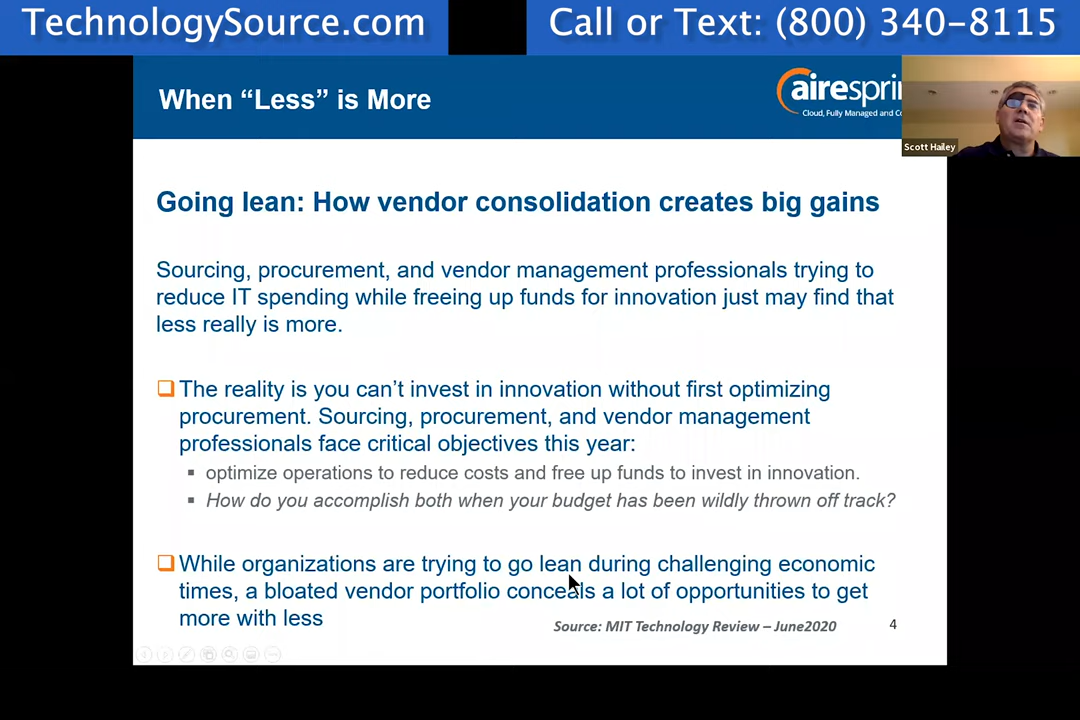 TechnologySource.com
Call or Text: (800) 340-8115
When “Less” is More
airespri
Cloud, Fully Managed and Co
Scott Hailey
Going lean: How vendor consolidation creates big gains
Sourcing, procurement, and vendor management professionals trying to
reduce IT spending while freeing up funds for innovation just may find that
less really is more.
The reality is you can’t invest in innovation without first optimizing
procurement. Sourcing, procurement, and vendor management
professionals face critical objectives this year:
optimize operations to reduce costs and free up funds to invest in innovation.
How do you accomplish both when your budget has been wildly thrown off track?
While organizations are trying to go lean during challenging economic
times, a bloated vendor portfolio conceals a lot of opportunities to get
more with less
Source: MIT Technology Review – June2020
4